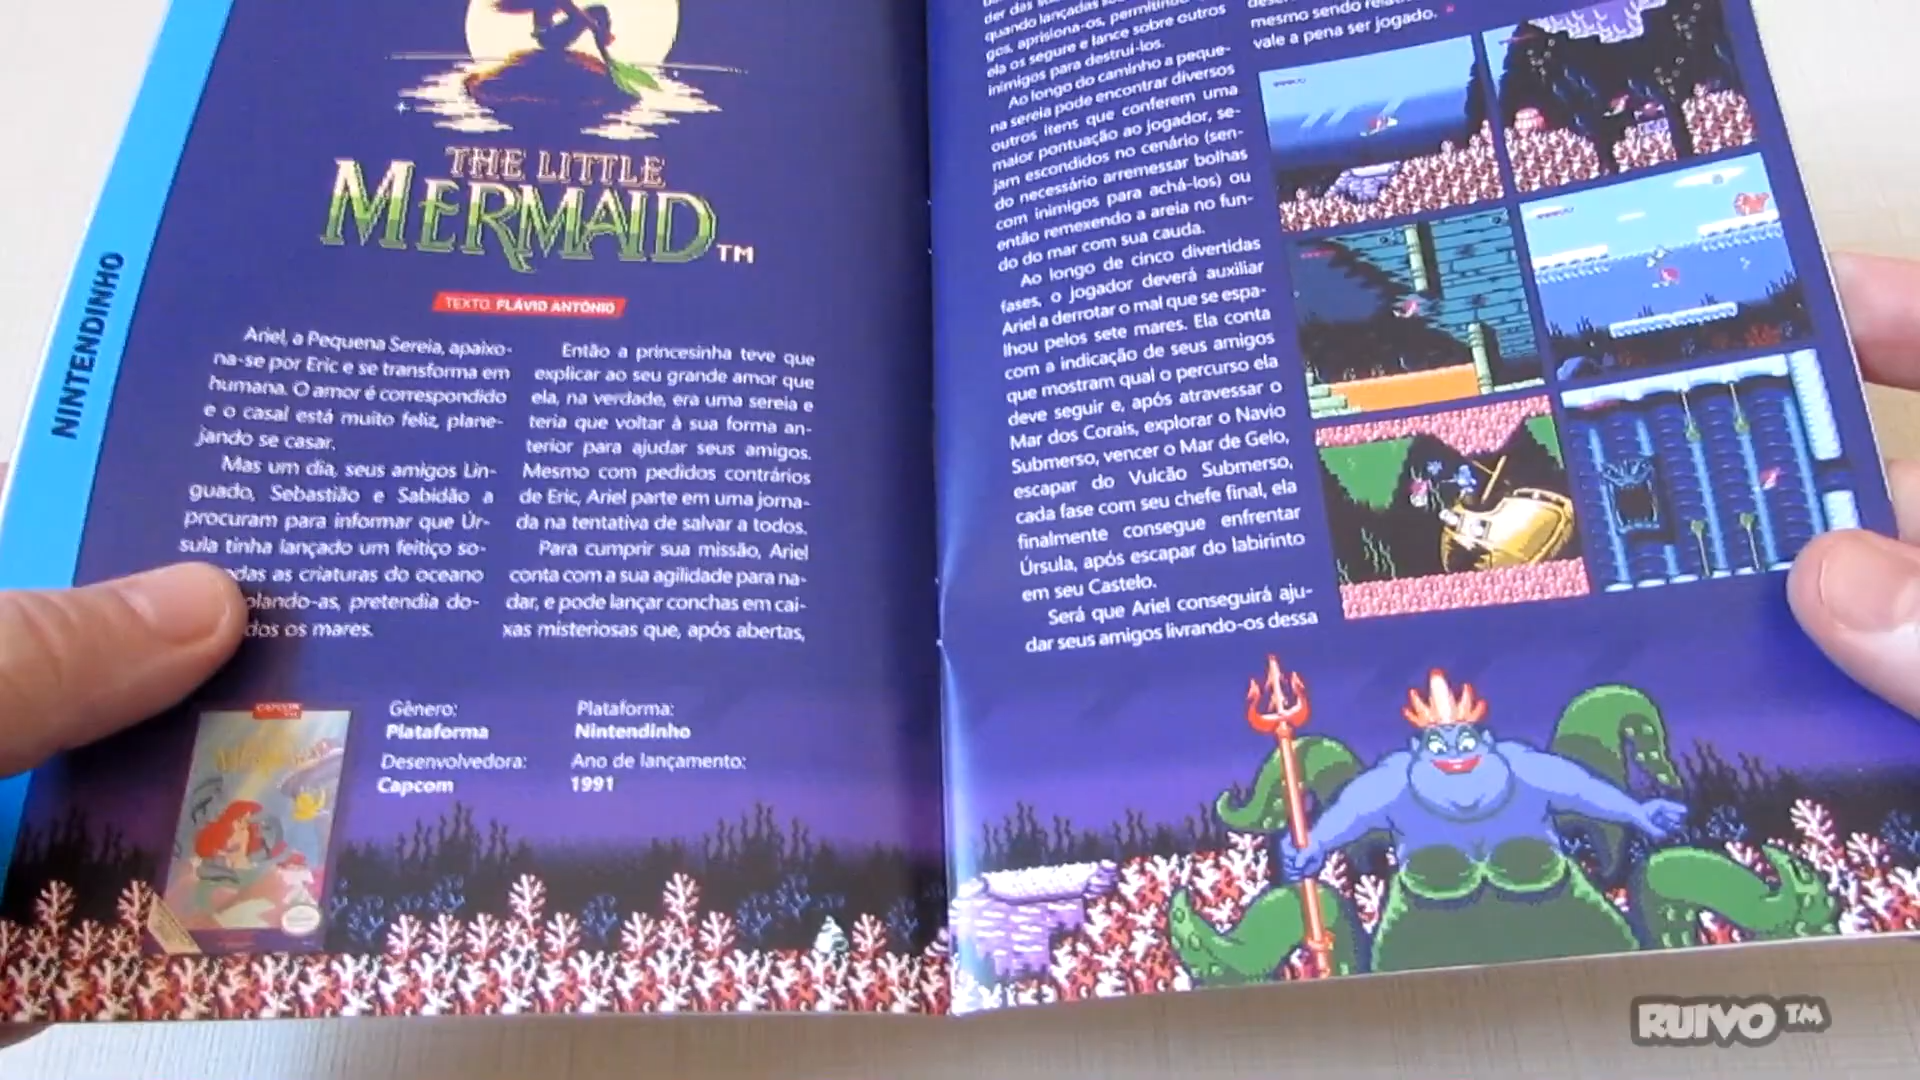 NINTENDINHO
THE LITTLE
MERMAID™
TEXTO: FLÁVIO ANTÔNIO
Ariel, a Pequena Sereia, apaixo-
na-se por Eric e se transforma em
humana. O amor é correspondido
e o casal está muito feliz, plane-
jando se casar.
Mas um dia, seus amigos Lin-
guado, Sebastião e Sabidão a
procuram para informar que Úr-
sula tinha lançado um feitiço so-
as criaturas do oceano
pretendia do-
os mares.
Então a princesinha teve que
explicar ao seu grande amor que
ela, na verdade, era uma sereia e
teria que voltar à sua forma an-
terior para ajudar seus amigos.
Mesmo com pedidos contrários
de Eric, Ariel parte em uma jorna-
da na tentativa de salvar a todos.
Para cumprir sua missão, Ariel
conta com a sua agilidade para na-
dar, e pode lançar conchas em cai-
xas misteriosas que, após abertas,
CAPCOM
Gênero:
Plataforma
Desenvolvedora:
Capcom
Plataforma:
Nintendinho
Ano de lançamento:
1991
quando lançadas
gos, aprisiona-os, permitindo
ela os segure e lance sobre outros
inimigos para destruí-los.
Ao longo do caminho a peque-
na sereia pode encontrar diversos
outros itens que conferem uma
maior pontuação ao jogador, se-
jam escondidos no cenário (sen-
do necessário arremessar bolhas
com inimigos para achá-los) ou
então remexendo a areia no fun-
do do mar com sua cauda.
Ao longo de cinco divertidas
fases, o jogador deverá auxiliar
Ariel a derrotar o mal que se espa-
lhou pelos sete mares. Ela conta
com a indicação de seus amigos
que mostram qual o percurso ela
deve seguir e, após atravessar o
Mar dos Corais, explorar o Navio
Submerso, vencer o Mar de Gelo,
escapar do Vulcão Submerso,
cada fase com seu chefe final, ela
finalmente consegue enfrentar
Úrsula, após escapar do labirinto
em seu Castelo.
Será que Ariel conseguirá aju-
dar seus amigos livrando-os dessa
mesmo sendo
vale a pena ser jogado.
RUIVO™